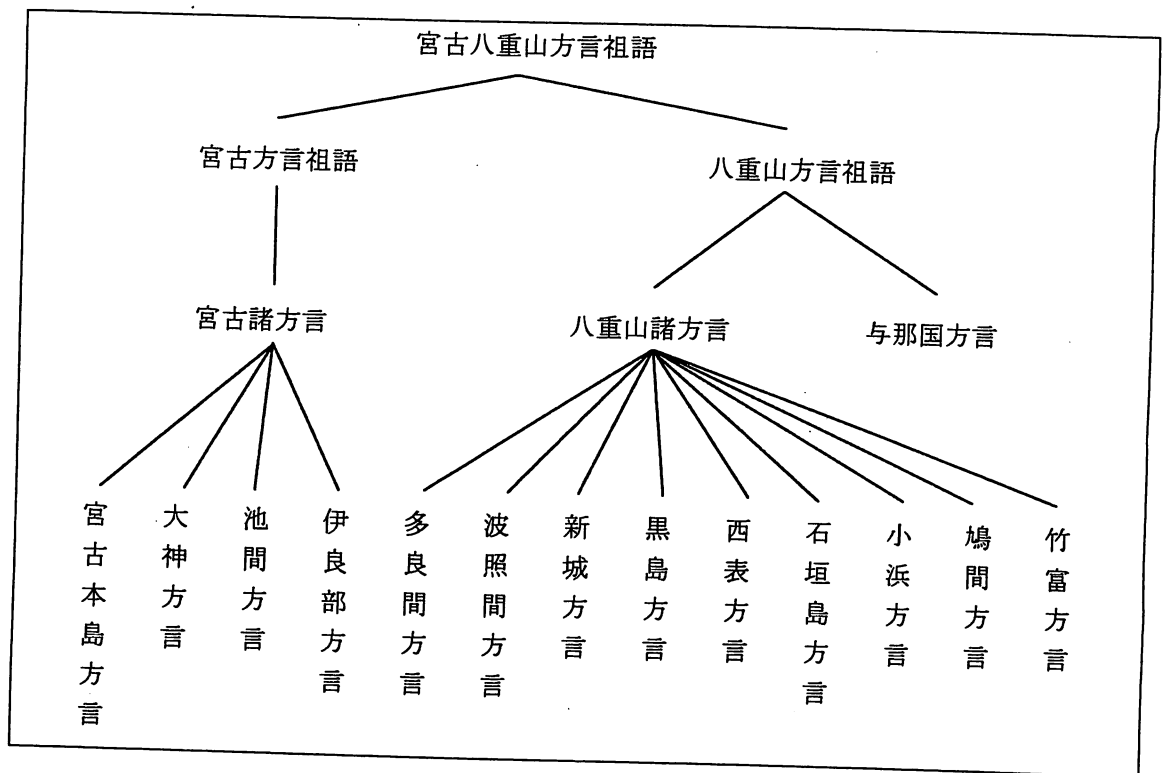 宮古八重山方言祖語
宮古方言祖語
八重山方言祖語
宮古諸方言
八重山諸方言
与那国方言
宮古本島方言
大神方言
池間方言
伊良部方言
多良間方言
波照間方言
新城方言
黒島方言
西表方言
石垣島方言
小浜方言
鳩間方言
竹富方言